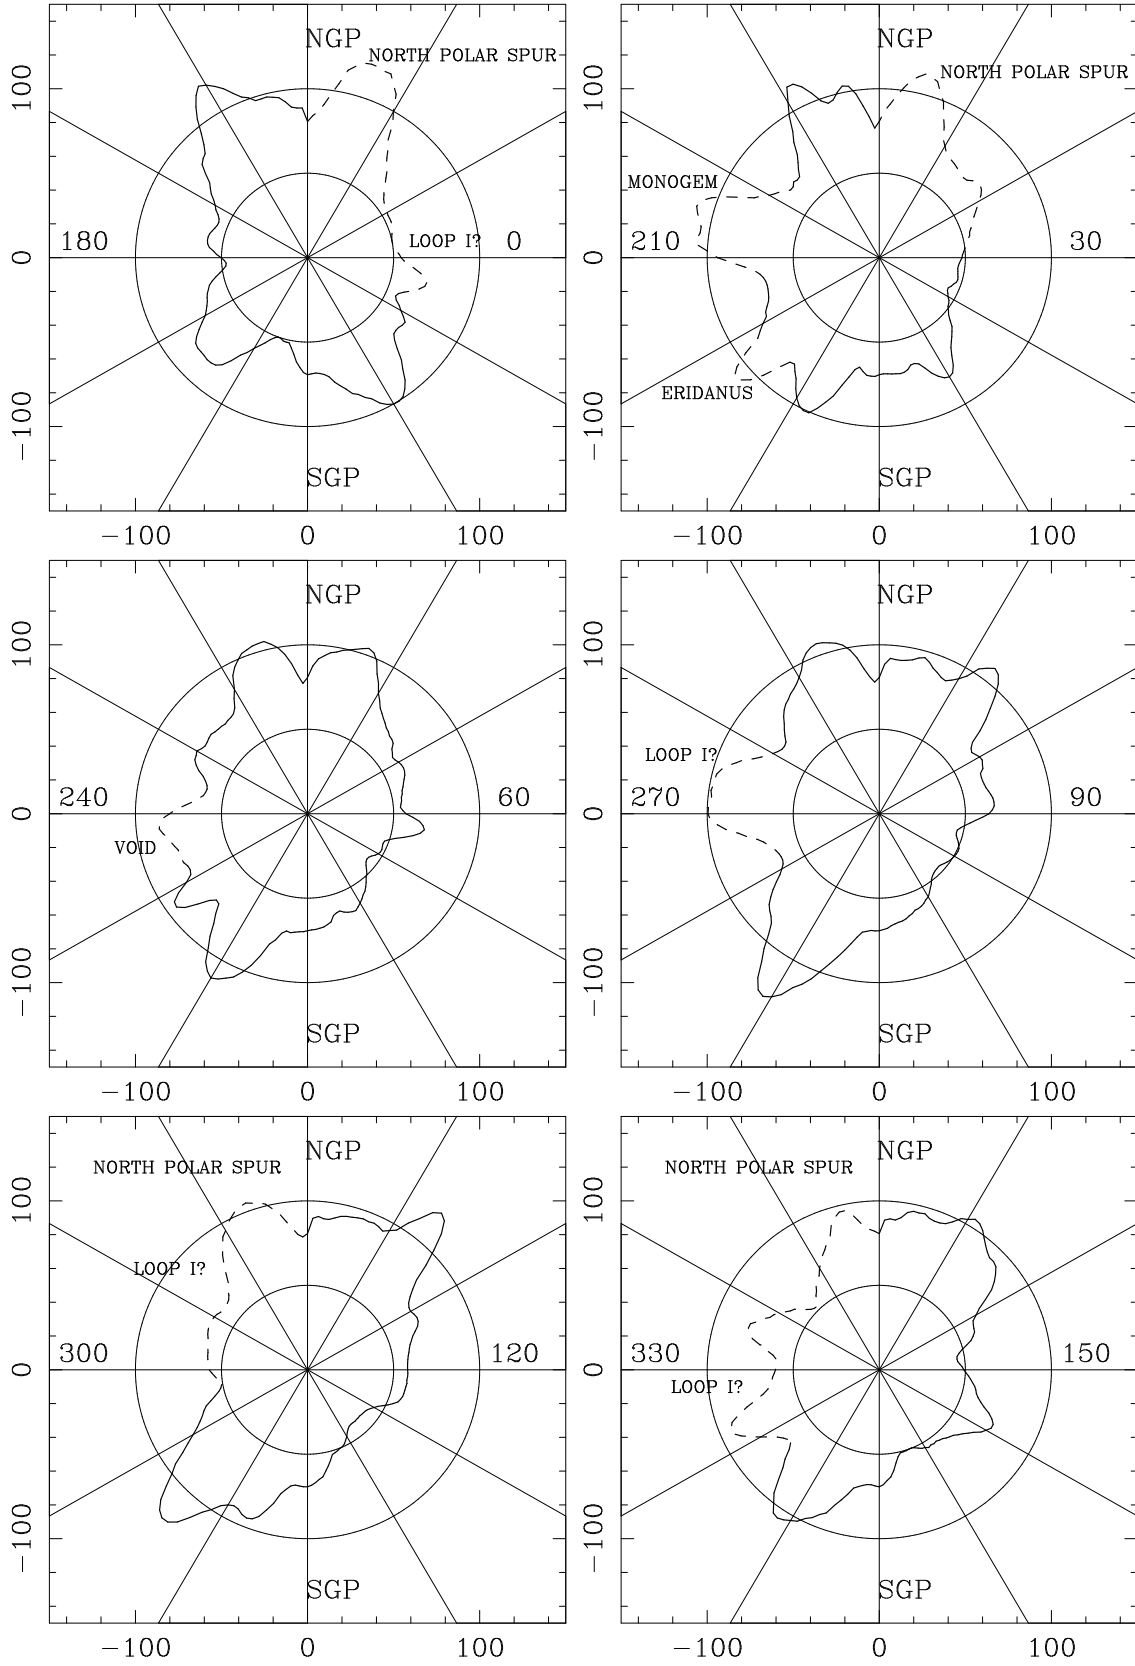 NGP NGP
NORTH POLAR SPUR NORTH POLAR SPUR
100 100
MONOGEM
180 LOOP I? 0 210 30
0 0
ERIDANUS
-100 -100
SGP SGP
-100 0 100 -100 0 100
NGP NGP
100 100
LOOP I?
240 60 270 90
0 0
VOID
-100 -100
SGP SGP
-100 0 100 -100 0 100
NGP NGP
NORTH POLAR SPUR NORTH POLAR SPUR
100 100
LOOP I?
300 120 330 150
0 0
LOOP I?
-100 -100
SGP SGP
-100 0 100 -100 0 100